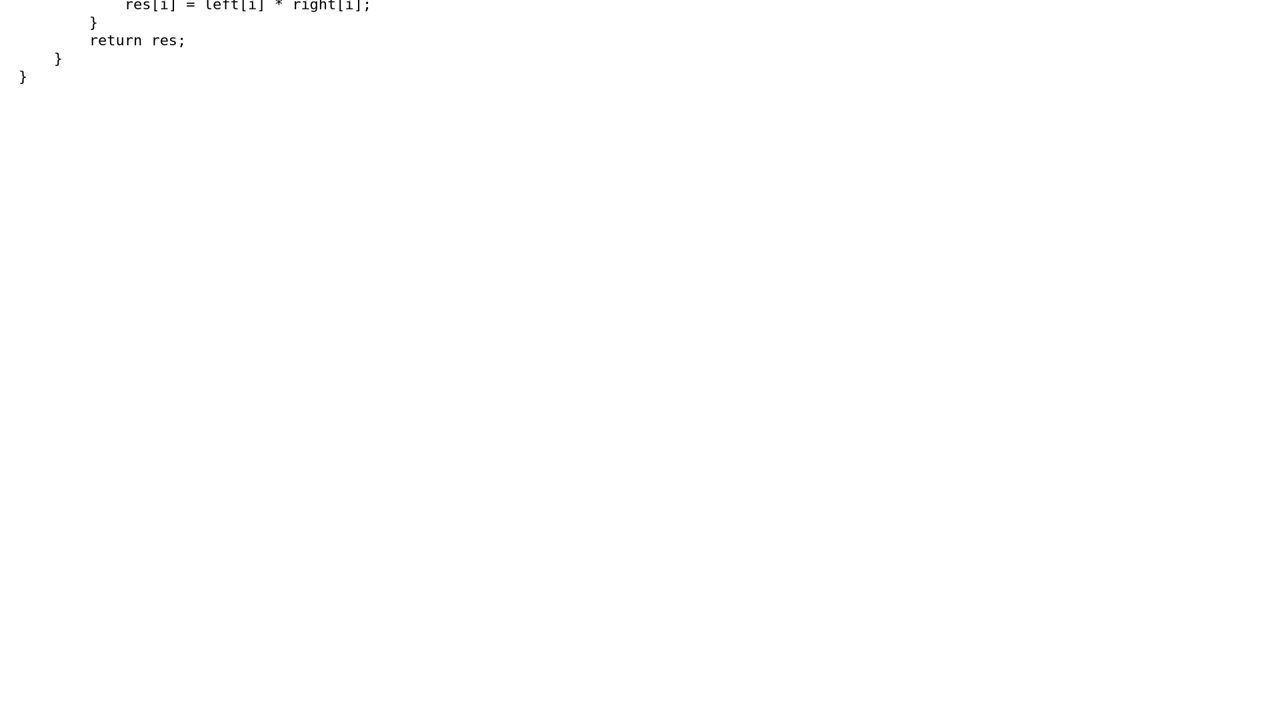 res[i] = left[i] * right[i];
        }
        return res;
    }
}